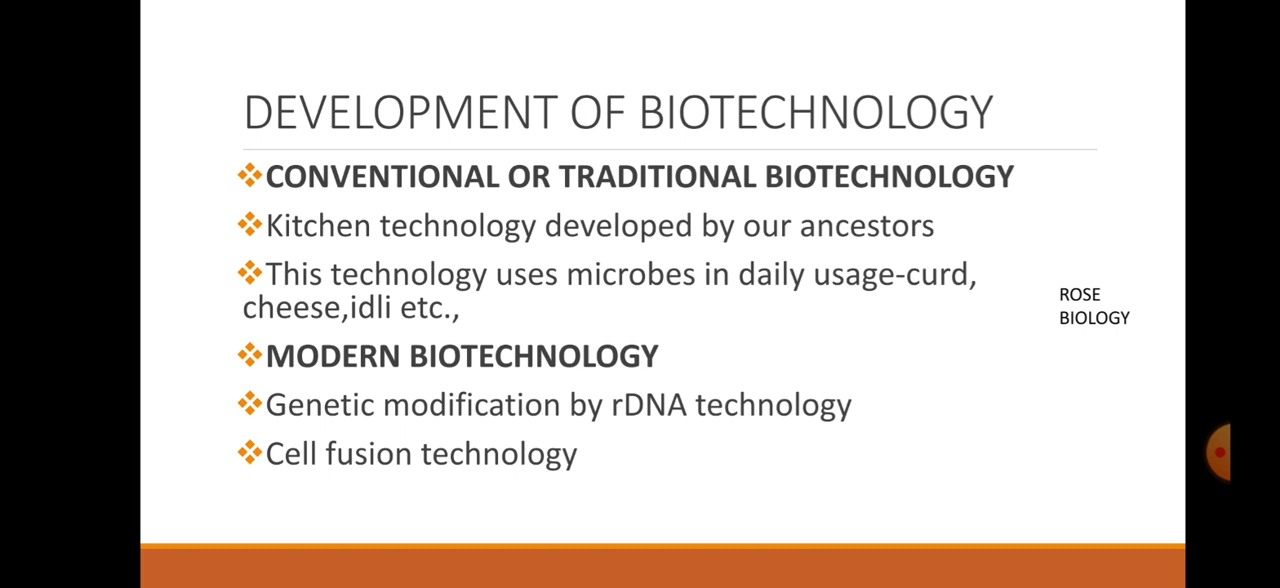 DEVELOPMENT OF BIOTECHNOLOGY
❖CONVENTIONAL OR TRADITIONAL BIOTECHNOLOGY
❖Kitchen technology developed by our ancestors
❖This technology uses microbes in daily usage-curd,
cheese,idli etc.,
❖MODERN BIOTECHNOLOGY
❖Genetic modification by rDNA technology
❖Cell fusion technology
ROSE
BIOLOGY